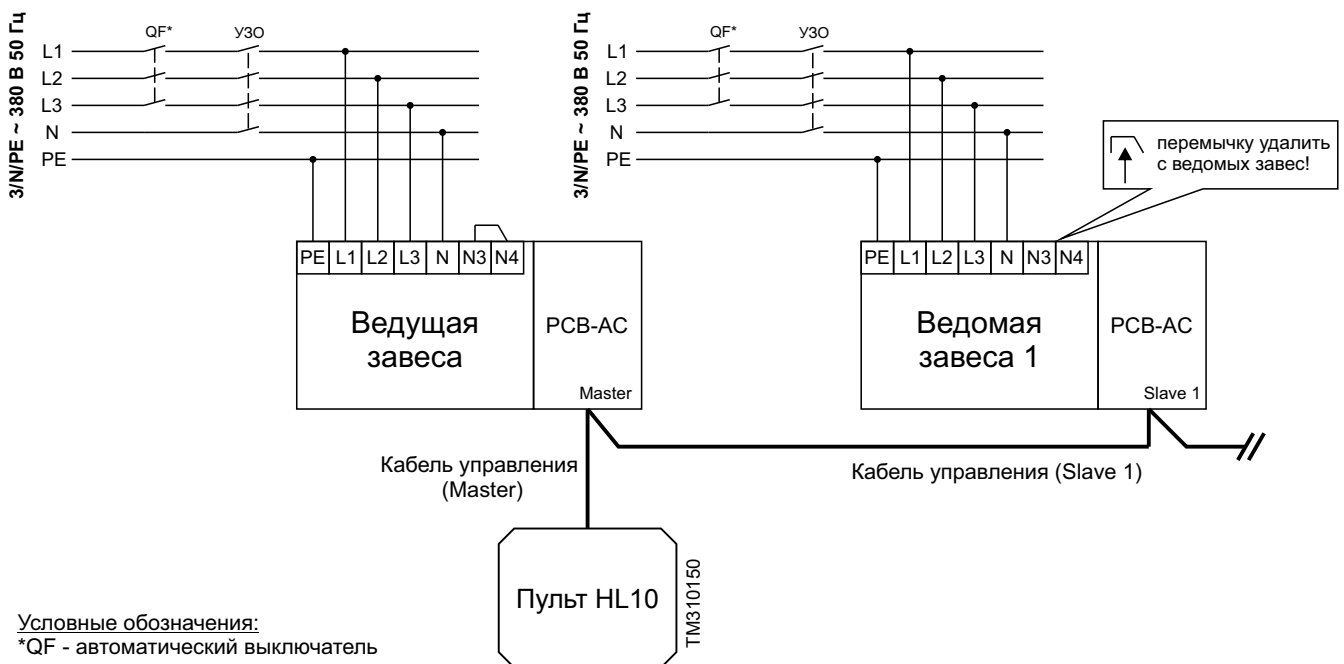 3/N/PE ~ 380 В 50 Гц
QF*
УЗО
L1
L2
L3
N
PE
3/N/PE ~ 380 В 50 Гц
QF*
УЗО
L1
L2
L3
N
PE
перемычку удалить
с ведомых завес!
PE L1 L2 L3 N N3 N4
Ведущая
завеса
PCB-AC
Master
PE L1 L2 L3 N N3 N4
Ведомая
завеса 1
PCB-AC
Slave 1
Кабель управления
(Master)
Кабель управления (Slave 1)
Пульт HL10
TM310150
Условные обозначения:
*QF - автоматический выключатель